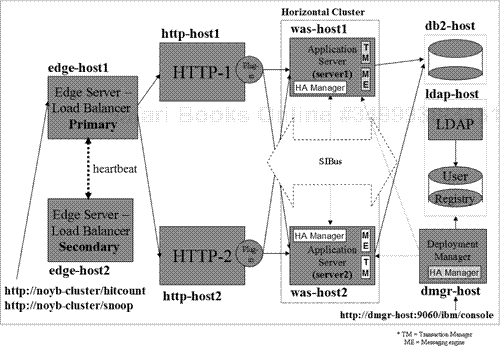 Horizontal Cluster
http-host1
was-host1
db2-host
edge-host1
HTTP-1
Plug-in
Application
Server
(server1)
TM
ME
HA Manager
Edge Server –
Load Balancer
Primary
ldap-host
LDAP
heartbeat
SIBus
User
Registry
Edge Server –
Load Balancer
Secondary
edge-host2
HTTP-2
Plug-in
http-host2
HA Manager
Application
Server
(server2)
ME
TM
was-host2
Deployment
Manager
HA Manager
dmgr-host
http://noyb-cluster/hitcount
http://noyb-cluster/snoop
http://dmgr-host:9060/ibm/console
* TM = Transaction Manager
ME = Messaging engine